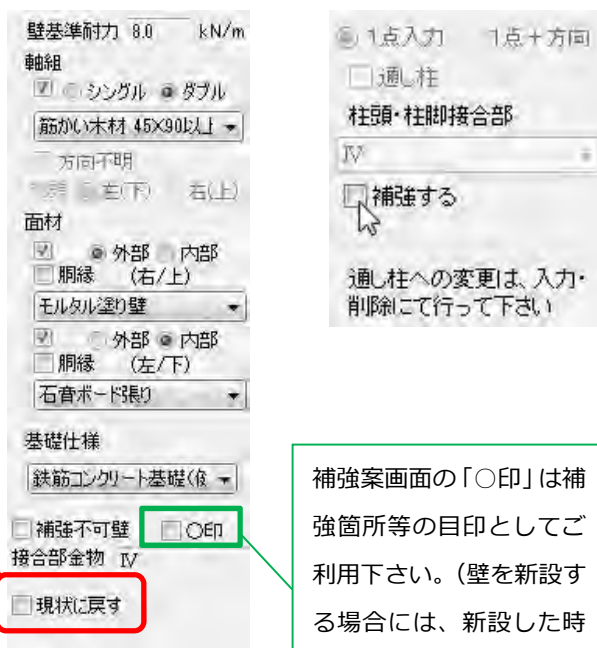 壁基準耐力 8.0 kN/m
軸組
シングル ダブル
筋かい木材 45×90以上
方向不明
左(下) 右(上)
面材
外部 内部
胴縁 (右/上)
モルタル塗り壁
外部 内部
胴縁 (左/下)
石膏ボード張り
基礎仕様
鉄筋コンクリート基礎(
補強不可壁 ○印
接合部金物 Ⅳ
現状に戻す
1点入力 1点+方向
通し柱
柱頭・柱脚接合部
Ⅳ
補強する
通し柱への変更は、入力・
削除にて行って下さい
補強案画面の「○印」は補
強箇所等の目印としてご
利用下さい。(壁を新設す
る場合には、新設した時